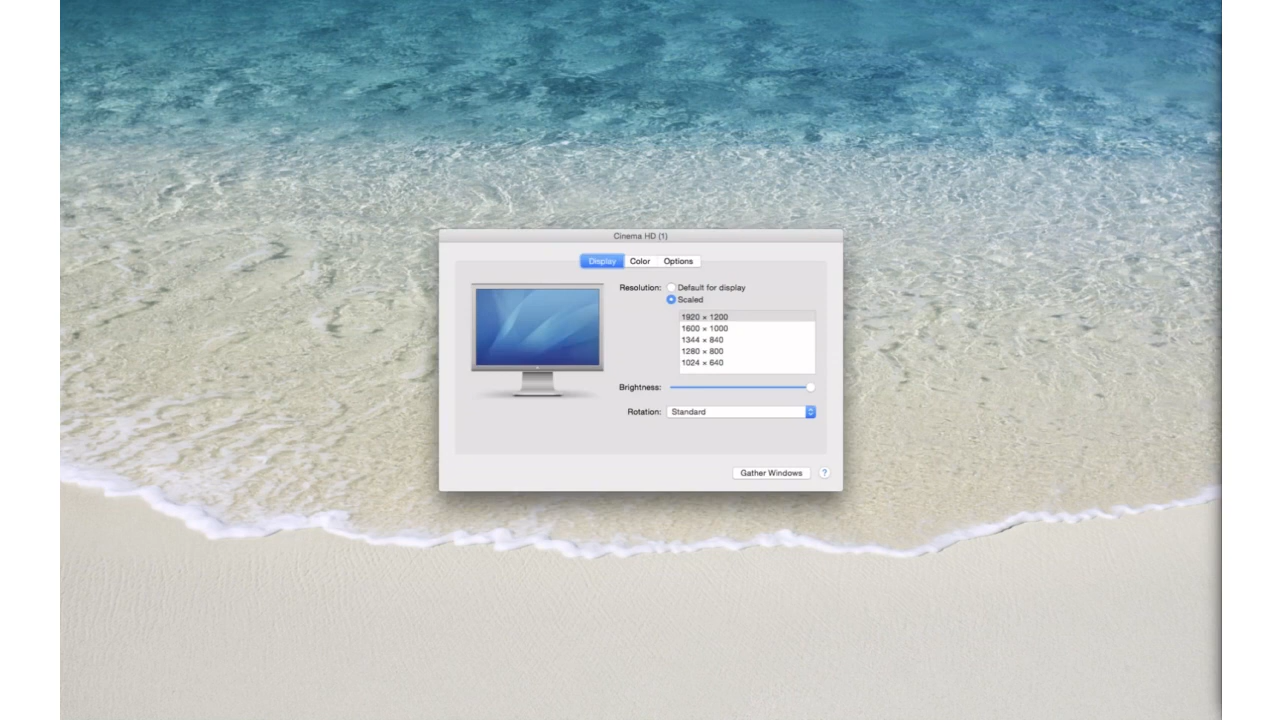 Cinema HD (1)
Display Color Options
Resolution: Default for display
Scaled
1920 × 1200
1600 × 1000
1344 × 840
1280 × 800
1024 × 640
Brightness:
Rotation: Standard
Gather Windows ?